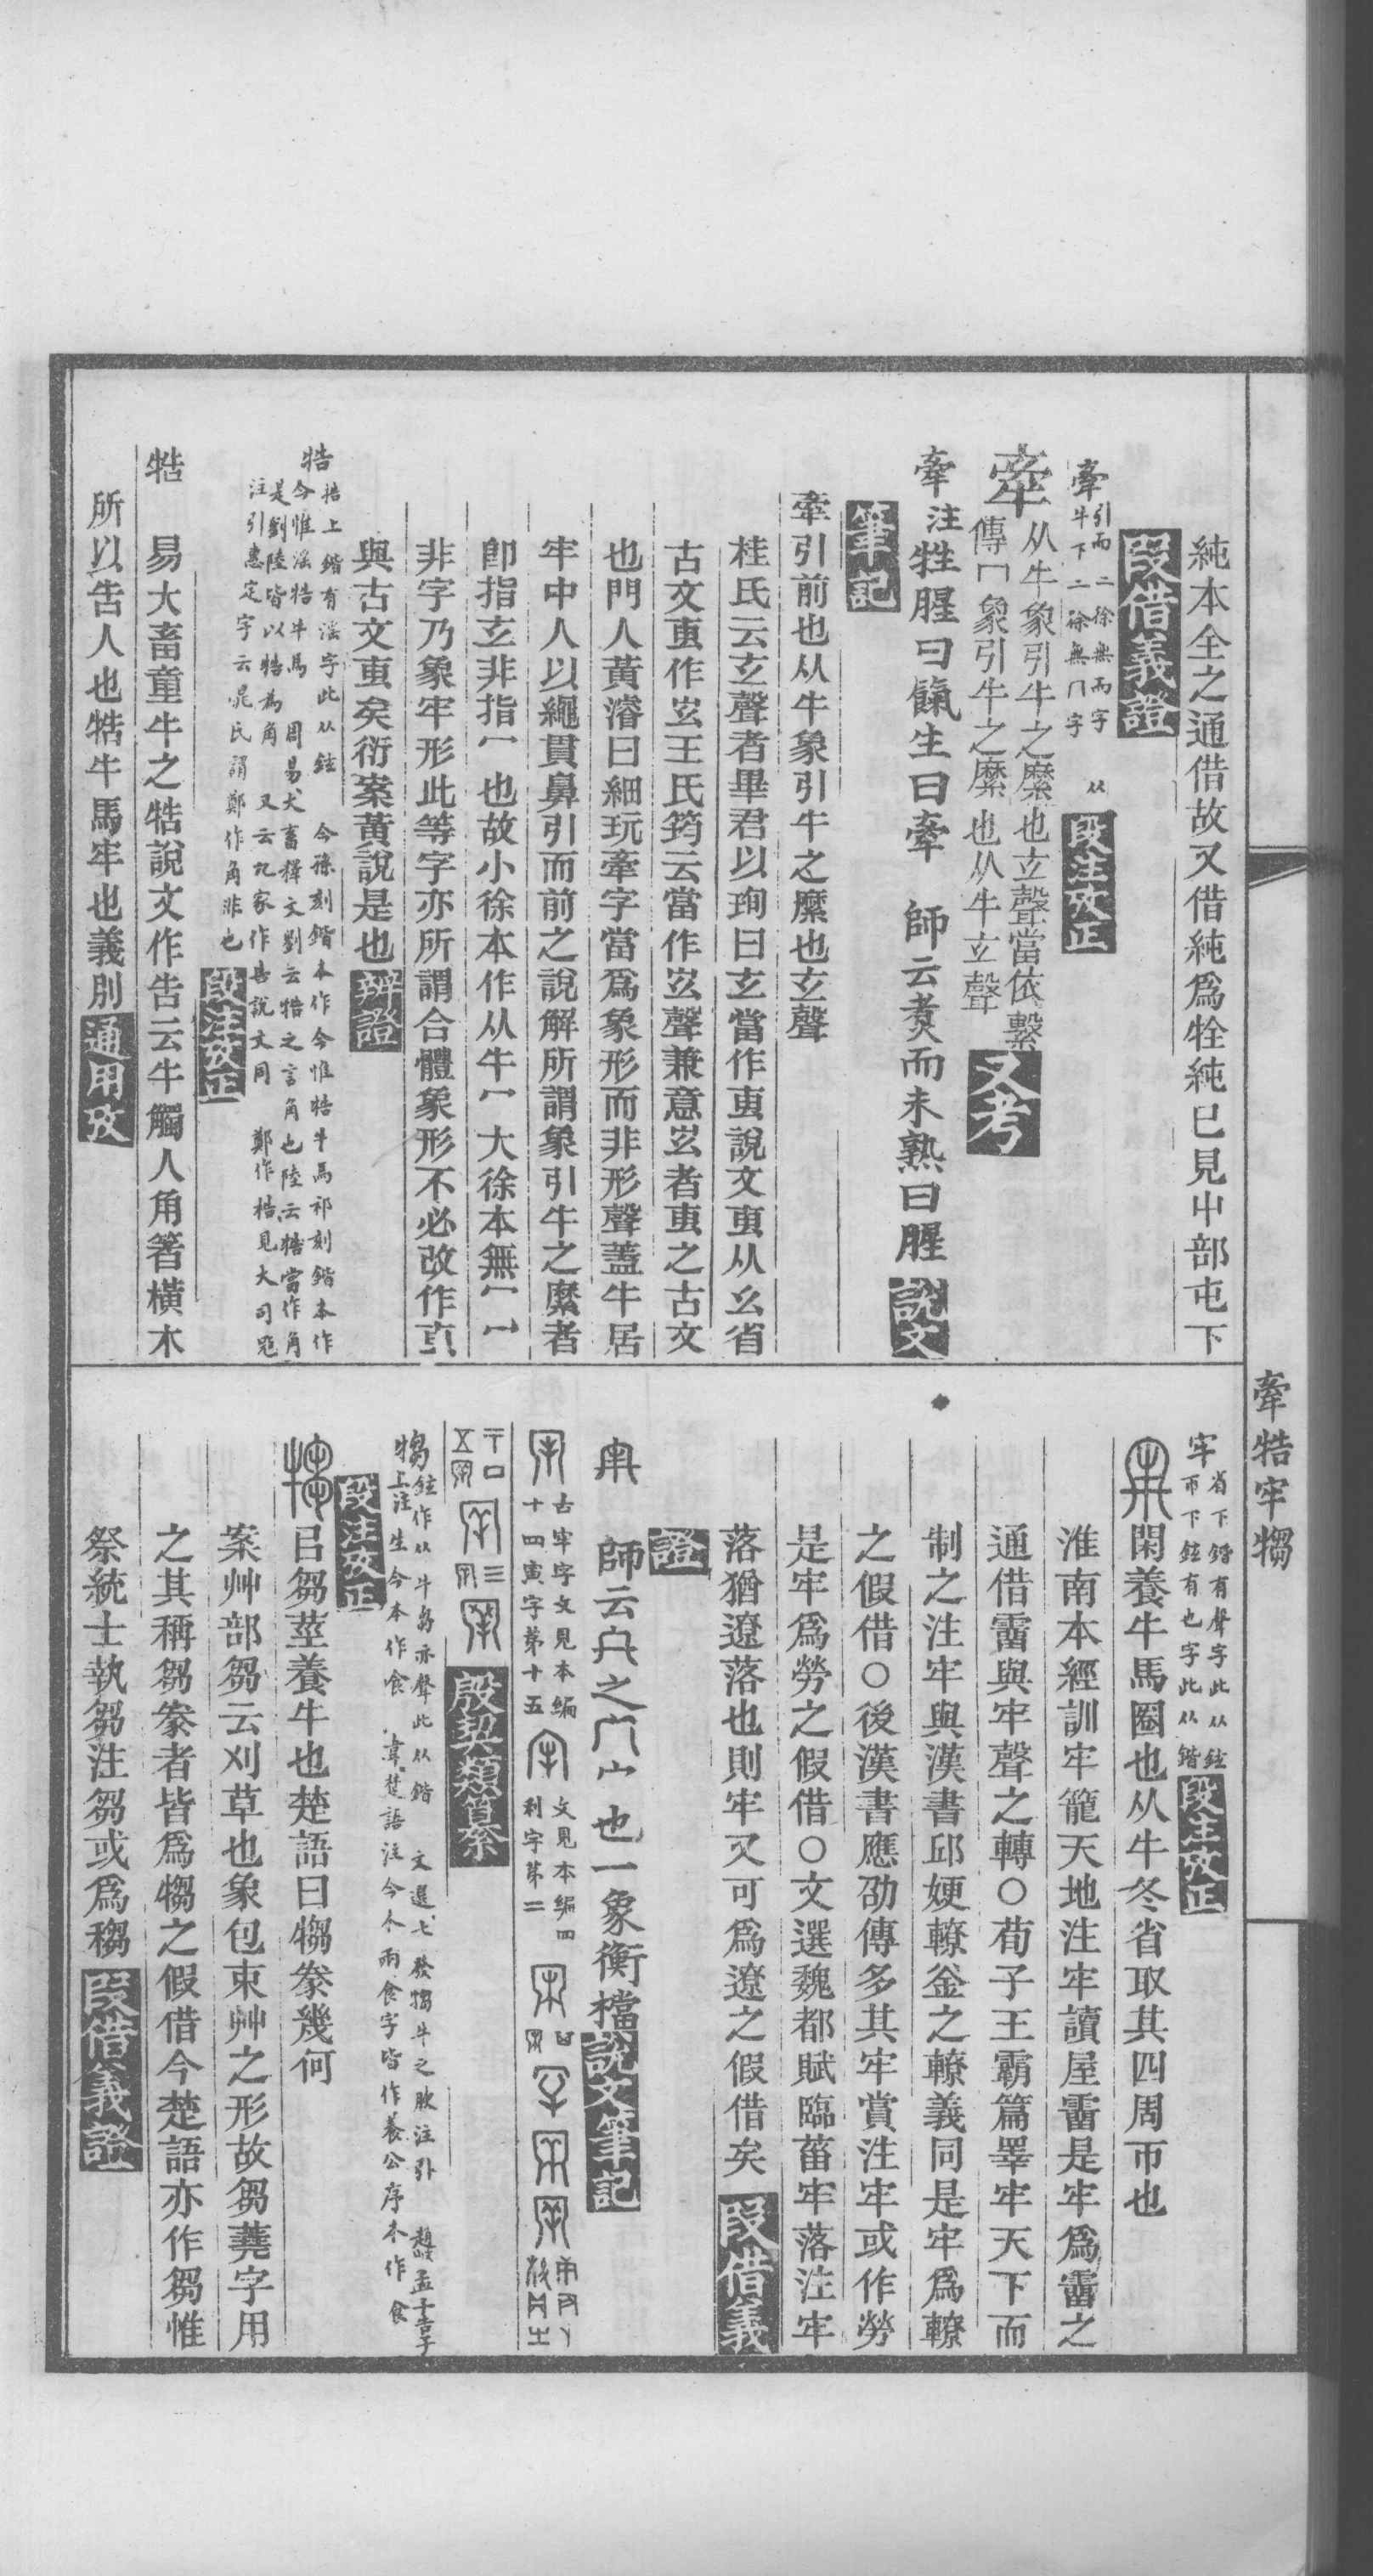 純本全之通借故又借純爲牷純已見屮部屯下
段借義證
牽引而二徐無而字
牛下二徐無冂字 从
段注攷正
牽从牛象引牛之縻也玄聲當依繫
傳冂象引牛之縻也从牛玄聲
又考
牽注牲腥曰餼生曰牽 師云煑而未熟曰腥
說文
筆記
牽引前也从牛象引牛之縻也玄聲
桂氏云玄聲者畢君以珣曰玄當作叀說文叀从幺省
古文叀作玄王氏筠云當作玄聲兼意玄者叀之古文
也門人黃濬曰細玩牽字當爲象形而非形聲蓋牛居
牢中人以繩貫鼻引而前之說解所謂象引牛之縻者
卽指玄非指冖也故小徐本作从牛冖大徐本無冖冖
非字乃象牢形此等字亦所謂合體象形不必改作
與古文叀矣衍案黃說是也
辨證
牿牿上鍇有淫字此从鉉 今孫刻鍇本作今惟牿牛馬祁刻鍇本作
今惟淫牿牛馬 周易大畜釋文劉云牿之言角也陸云牿當作角
是劉陸皆以牿爲角 又云九家作告說文同 鄭作梏見大司寇
注引惠定字云晁氏謂鄭作角非也
段注攷正
牿 易大畜童牛之牿說文作告云牛觸人角箸橫木
所以告人也牿牛馬牢也義別
通用攷
牽牿牢犓
牢省下鍇有聲字此从鉉
帀下鉉有也字此从鍇
段注攷正
閑養牛馬圈也从牛冬省取其四周帀也
淮南本經訓牢籠天地注牢讀屋霤是牢爲霤之
通借霤與牢聲之轉○荀子王霸篇睪牢天下而
制之注牢與漢書邱㛐轑釜之轑義同是牢爲轑
之假借○後漢書應劭傳多其牢賞注牢或作勞
是牢爲勞之假借○文選魏都賦臨菑牢落注牢
落猶遼落也則牢又可爲遼之假借矣
段借義
證
師云 之 也一象衡檔
說文筆記
古牢字文見本編
十四寅字第十五
文見本編四
利字第二
殷契類纂
犓鉉作从牛芻亦聲此从鍇 文選七發犓牛之腴注引 趙歧孟子告子
上注生今本作食 韋楚語注今本兩食字皆作養公序本作食
段注攷正
㠯芻莖養牛也楚語曰犓豢幾何
案艸部芻云刈草也象包束艸之形故芻蕘字用
之其稱芻豢者皆爲犓之假借今楚語亦作芻惟
祭統士執芻注芻或爲稠
段借義證